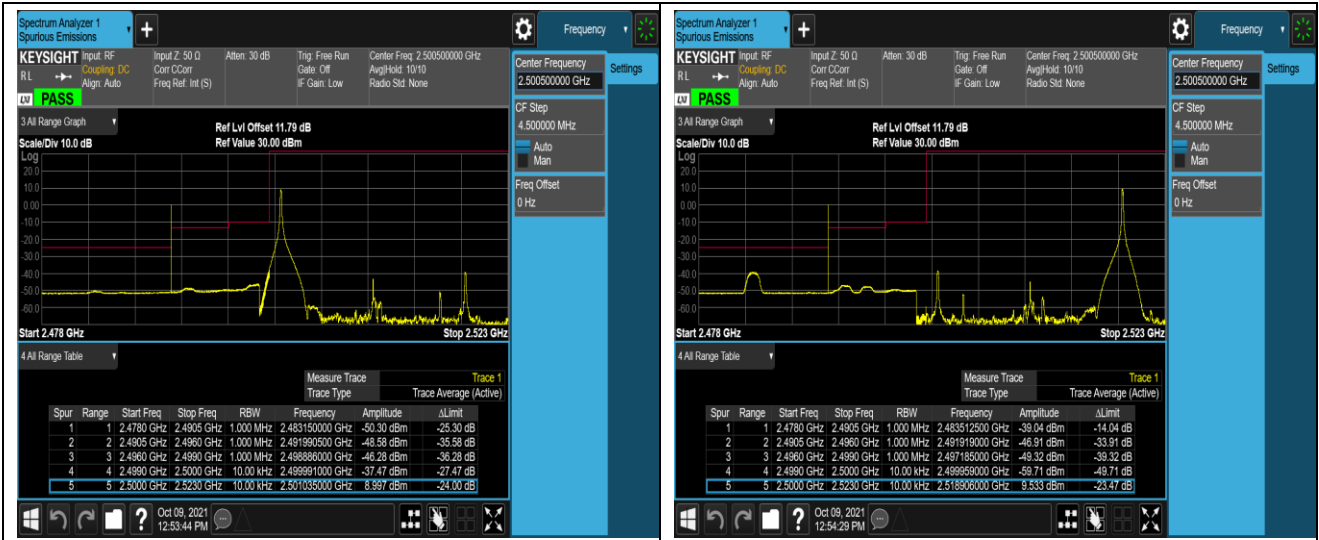 Spectrum Analyzer 1
Spurious Emissions
+
Frequency
KEYSIGHT Input: RF Input Z: 50 Ω Atten: 30 dB Trig: Free Run Center Freq: 2.500500000 GHz
Coupling: DC Corr CCorr Gate: Off Avg|Hold: 10/10
RL Align: Auto Freq Ref: Int (S) IF Gain: Low Radio Std: None
LXI PASS
Center Frequency
2.500500000 GHz
Settings
CF Step
4.500000 MHz
Auto
Man
Freq Offset
0 Hz
3 All Range Graph
Ref Lvl Offset 11.79 dB
Scale/Div 10.0 dB Ref Value 30.00 dBm
Log
20.0
10.0
0.00
-10.0
-20.0
-30.0
-40.0
-50.0
-60.0
Start 2.478 GHz Stop 2.523 GHz
4 All Range Table
Measure Trace Trace 1
Trace Type Trace Average (Active)
Spur Range Start Freq Stop Freq RBW Frequency Amplitude ΔLimit
1 1 2.4780 GHz 2.4905 GHz 1.000 MHz 2.483150000 GHz -50.30 dBm -25.30 dB
2 2 2.4905 GHz 2.4960 GHz 1.000 MHz 2.491990500 GHz -48.58 dBm -35.58 dB
3 3 2.4960 GHz 2.4990 GHz 1.000 MHz 2.498886000 GHz -46.28 dBm -36.28 dB
4 4 2.4990 GHz 2.5000 GHz 10.00 kHz 2.499991000 GHz -37.47 dBm -27.47 dB
5 5 2.5000 GHz 2.5230 GHz 10.00 kHz 2.501035000 GHz 8.997 dBm -24.00 dB
?
Oct 09, 2021
12:53:44 PM
Spectrum Analyzer 1
Spurious Emissions
+
Frequency
KEYSIGHT Input: RF Input Z: 50 Ω Atten: 30 dB Trig: Free Run Center Freq: 2.500500000 GHz
Coupling: DC Corr CCorr Gate: Off Avg|Hold: 10/10
RL Align: Auto Freq Ref: Int (S) IF Gain: Low Radio Std: None
LXI PASS
Center Frequency
2.500500000 GHz
Settings
CF Step
4.500000 MHz
Auto
Man
Freq Offset
0 Hz
3 All Range Graph
Ref Lvl Offset 11.79 dB
Scale/Div 10.0 dB Ref Value 30.00 dBm
Log
20.0
10.0
0.00
-10.0
-20.0
-30.0
-40.0
-50.0
-60.0
Start 2.478 GHz Stop 2.523 GHz
4 All Range Table
Measure Trace Trace 1
Trace Type Trace Average (Active)
Spur Range Start Freq Stop Freq RBW Frequency Amplitude ΔLimit
1 1 2.4780 GHz 2.4905 GHz 1.000 MHz 2.483512500 GHz -39.04 dBm -14.04 dB
2 2 2.4905 GHz 2.4960 GHz 1.000 MHz 2.491919000 GHz -46.91 dBm -33.91 dB
3 3 2.4960 GHz 2.4990 GHz 1.000 MHz 2.497185000 GHz -49.32 dBm -39.32 dB
4 4 2.4990 GHz 2.5000 GHz 10.00 kHz 2.499959000 GHz -59.71 dBm -49.71 dB
5 5 2.5000 GHz 2.5230 GHz 10.00 kHz 2.518906000 GHz 9.533 dBm -23.47 dB
?
Oct 09, 2021
12:54:29 PM